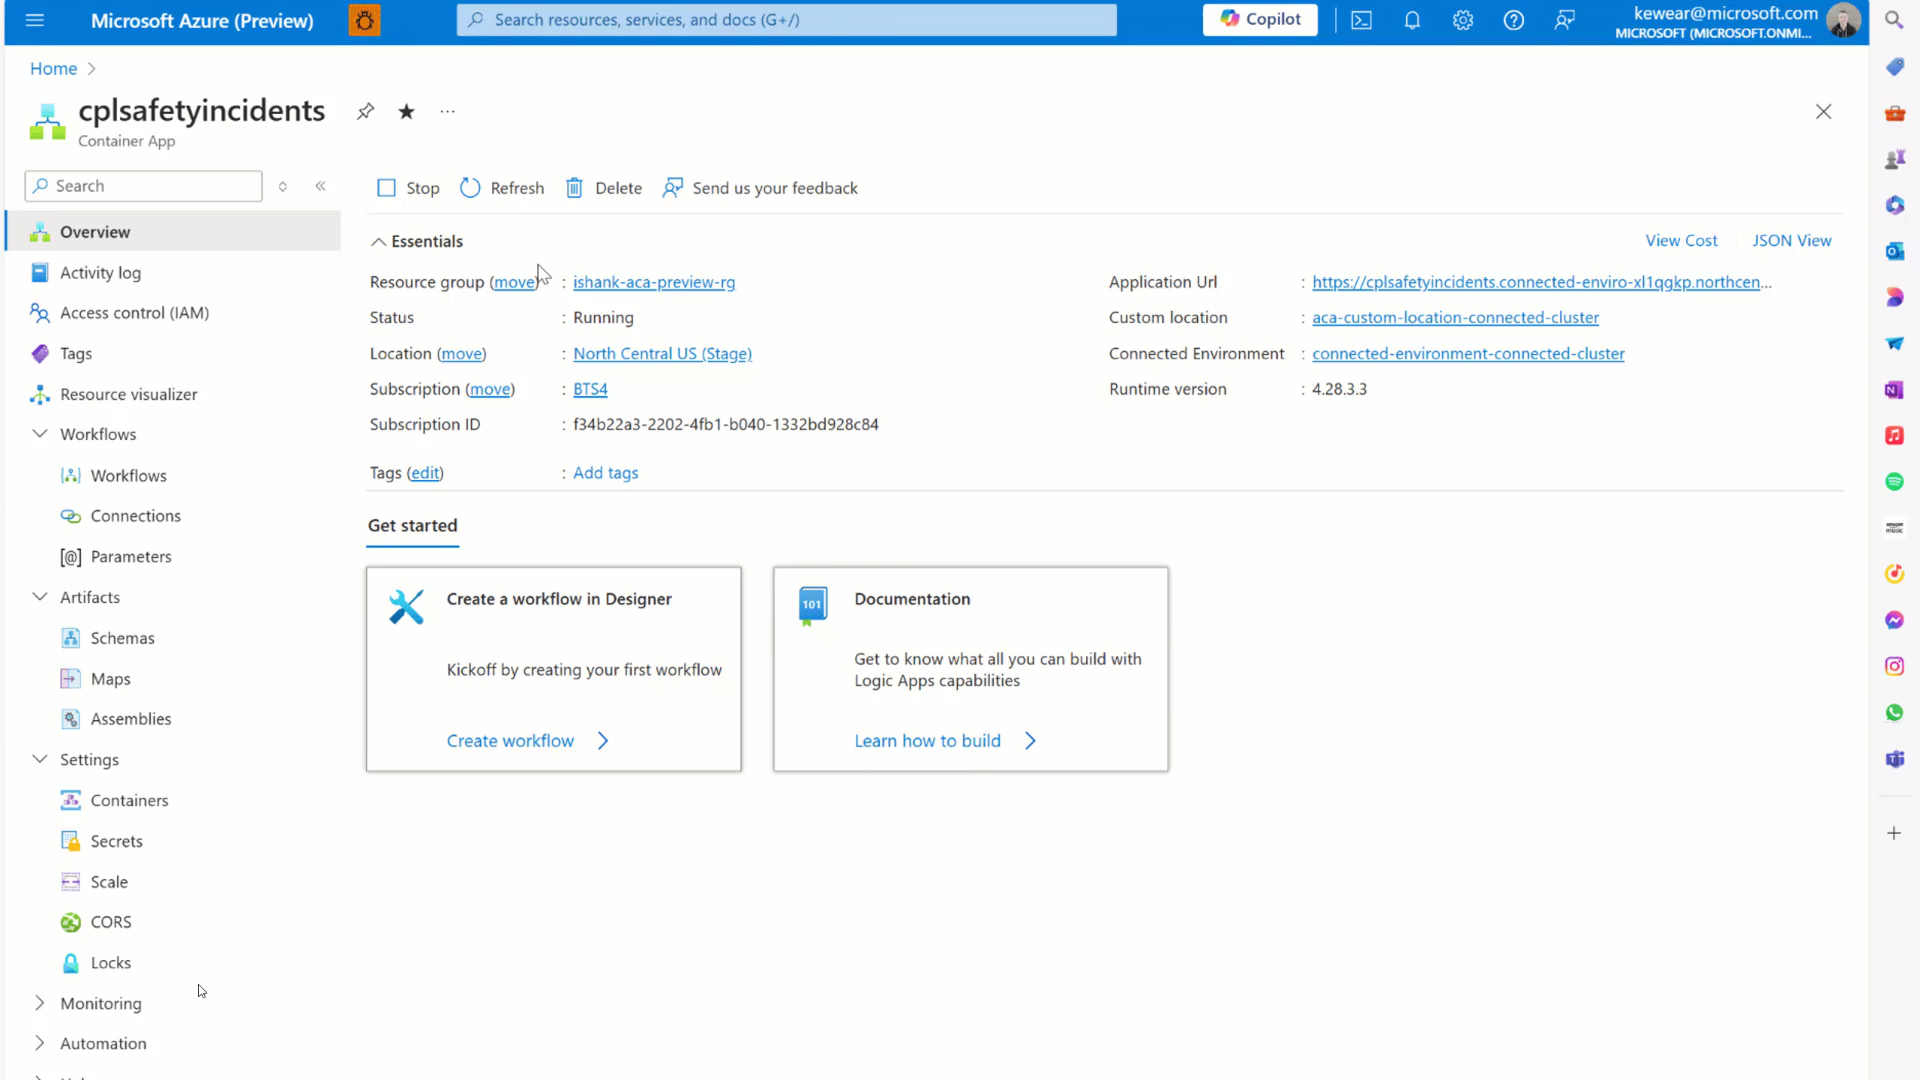 Microsoft Azure (Preview)
Search resources, services, and docs (G+/)
Copilot
kewear@microsoft.com
MICROSOFT (MICROSOFT.ONMI...
Home
cplsafetyincidents
Container App
Search
Stop
Refresh
Delete
Send us your feedback
Overview
Activity log
Access control (IAM)
Tags
Resource visualizer
Workflows
Workflows
Connections
Parameters
Artifacts
Schemas
Maps
Assemblies
Settings
Containers
Secrets
Scale
CORS
Locks
Monitoring
Automation
Essentials
View Cost
JSON View
Resource group (move) : ishank-aca-preview-rg
Status : Running
Location (move) : North Central US (Stage)
Subscription (move) : BTS4
Subscription ID : f34b22a3-2202-4fb1-b040-1332bd928c84
Tags (edit) : Add tags
Application Url : https://cplsafetyincidents.connected-enviro-xl1qgkp.northcen...
Custom location : aca-custom-location-connected-cluster
Connected Environment : connected-environment-connected-cluster
Runtime version : 4.28.3.3
Get started
Create a workflow in Designer
Kickoff by creating your first workflow
Create workflow
101
Documentation
Get to know what all you can build with
Logic Apps capabilities
Learn how to build